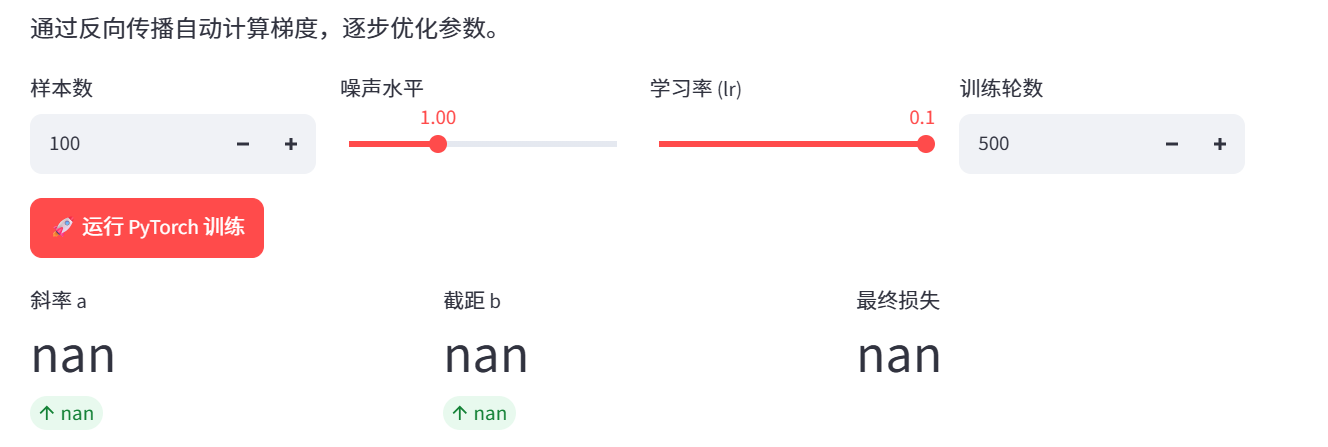 通过反向传播自动计算梯度，逐步优化参数。
样本数 噪声水平 学习率 (lr) 训练轮数
1.00 0.1
100 − + 500 − +
🚀 运行 PyTorch 训练
斜率 a 截距 b 最终损失
nan nan nan
↑ nan ↑ nan